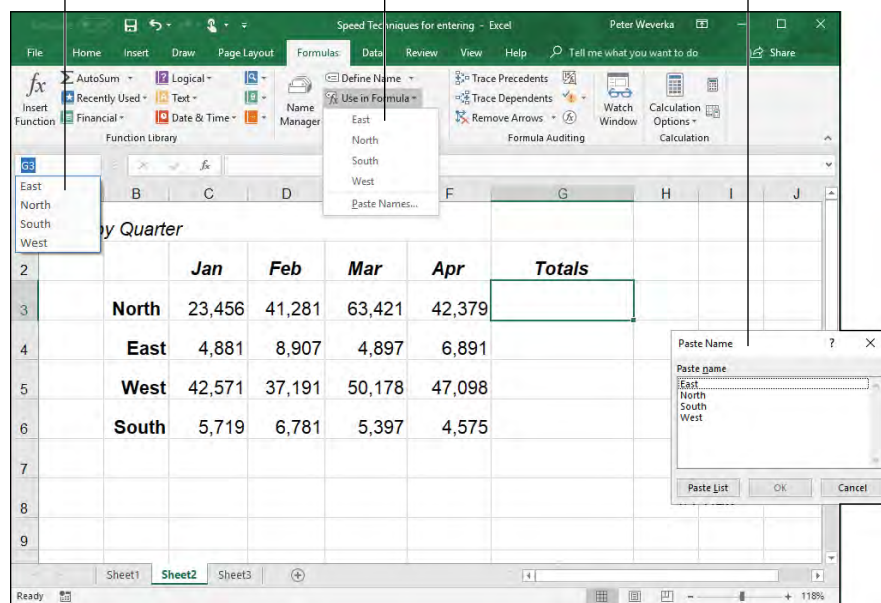 Speed Techniques for entering - Excel Peter Weverka
File Home Insert Draw Page Layout Formulas Data Review View Help Tell me what you want to do Share
fx Insert Function
AutoSum
Recently Used
Financial
Logical
Text
Date & Time
Function Library
Name Manager
Define Name
Use in Formula
East
North
South
West
Paste Names...
Trace Precedents
Trace Dependents
Remove Arrows
fx
Formula Auditing
Watch Window
Calculation Options
Calculation
G3 fx
East
North
South
West
B C D F G H I J
by Quarter
2 Jan Feb Mar Apr Totals
3 North 23,456 41,281 63,421 42,379
4 East 4,881 8,907 4,897 6,891
5 West 42,571 37,191 50,178 47,098
6 South 5,719 6,781 5,397 4,575
7
8
9
Paste Name ? X
Paste name
East
North
South
West
Paste List OK Cancel
Sheet1 Sheet2 Sheet3
Ready 118%